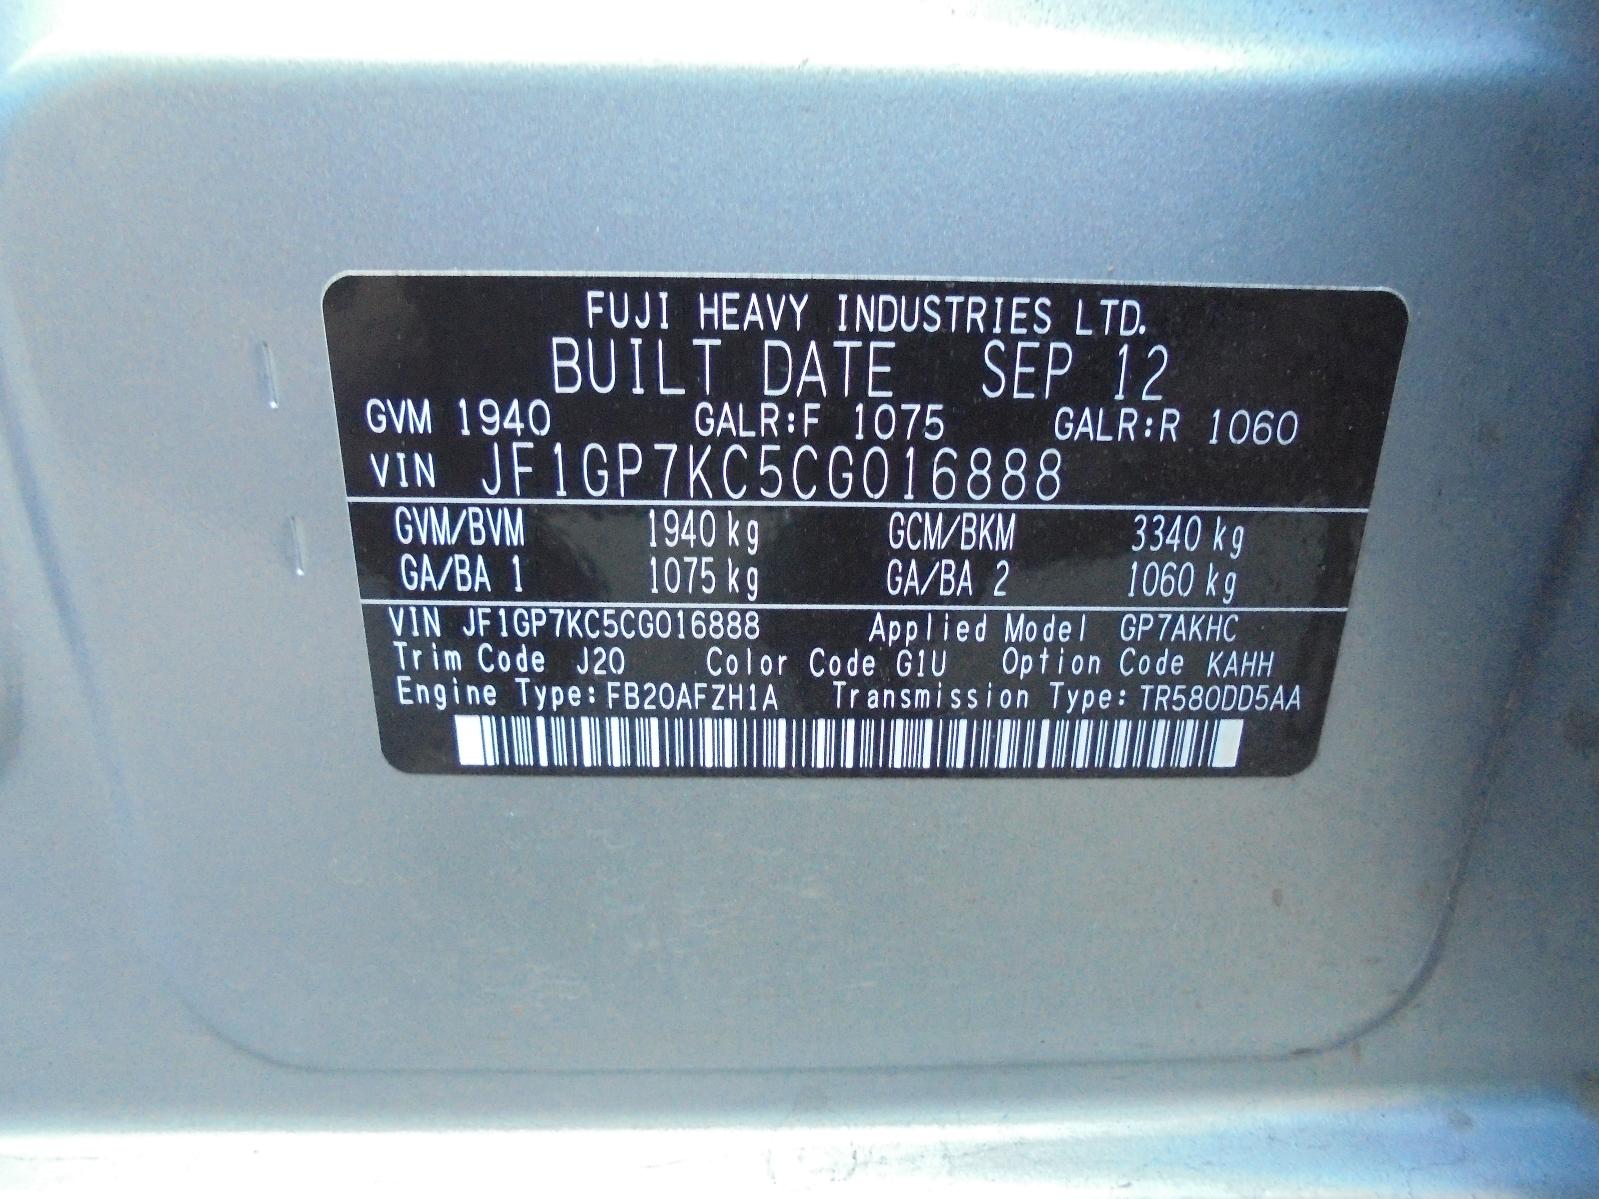 FUJI HEAVY INDUSTRIES LTD.
BUILT DATE SEP 12
GVM 1940 GALR:F 1075 GALR:R 1060
VIN JF1GP7KC5CG016888
GVM/BVM 1940 kg GCM/BKM 3340 kg
GA/BA 1 1075 kg GA/BA 2 1060 kg
VIN JF1GP7KC5CG016888 Applied Model GP7AKHC
Trim Code J20 Color Code G1U Option Code KAHH
Engine Type:FB20AFZH1A Transmission Type:TR580DD5AA